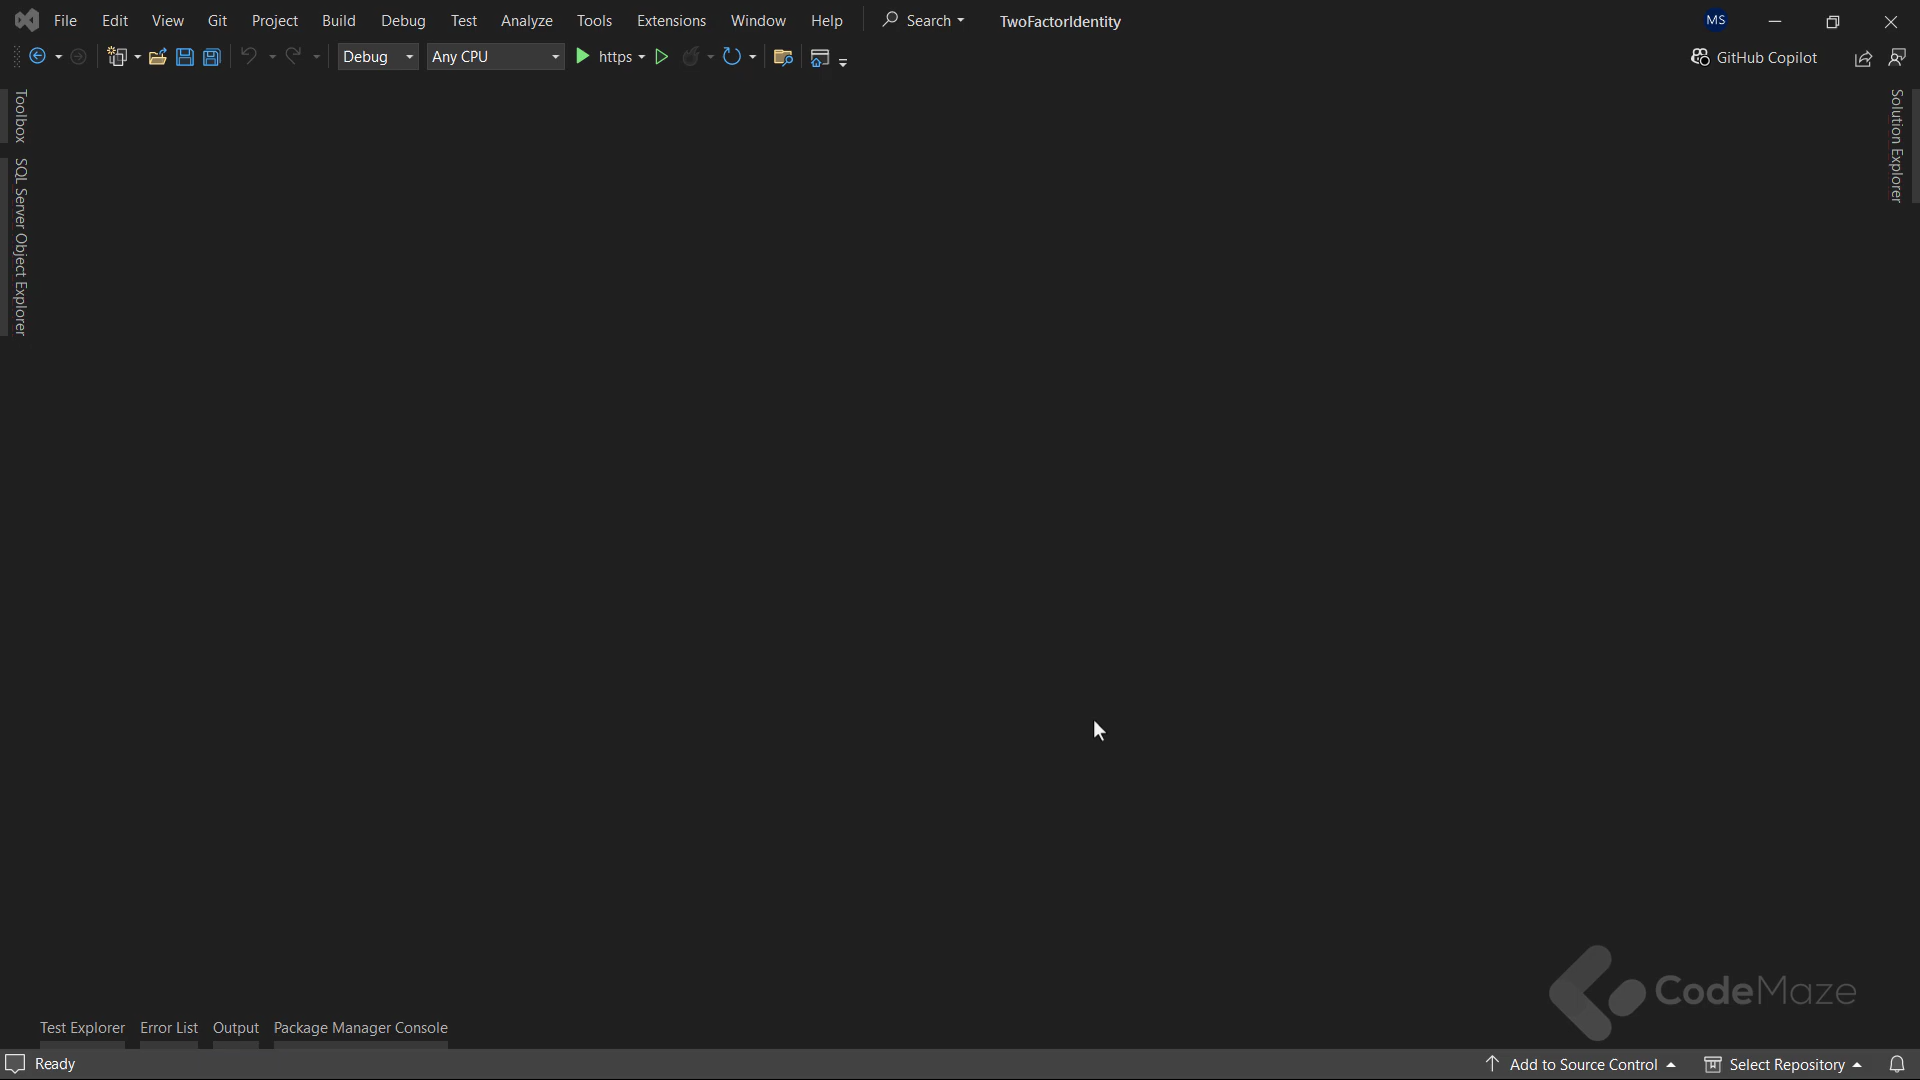 File Edit View Git Project Build Debug Test Analyze Tools Extensions Window Help Search TwoFactorIdentity MS
Debug Any CPU https GitHub Copilot
Toolbox
SQL Server Object Explorer
Solution Explorer
CodeMaze
Test Explorer Error List Output Package Manager Console
Ready Add to Source Control Select Repository